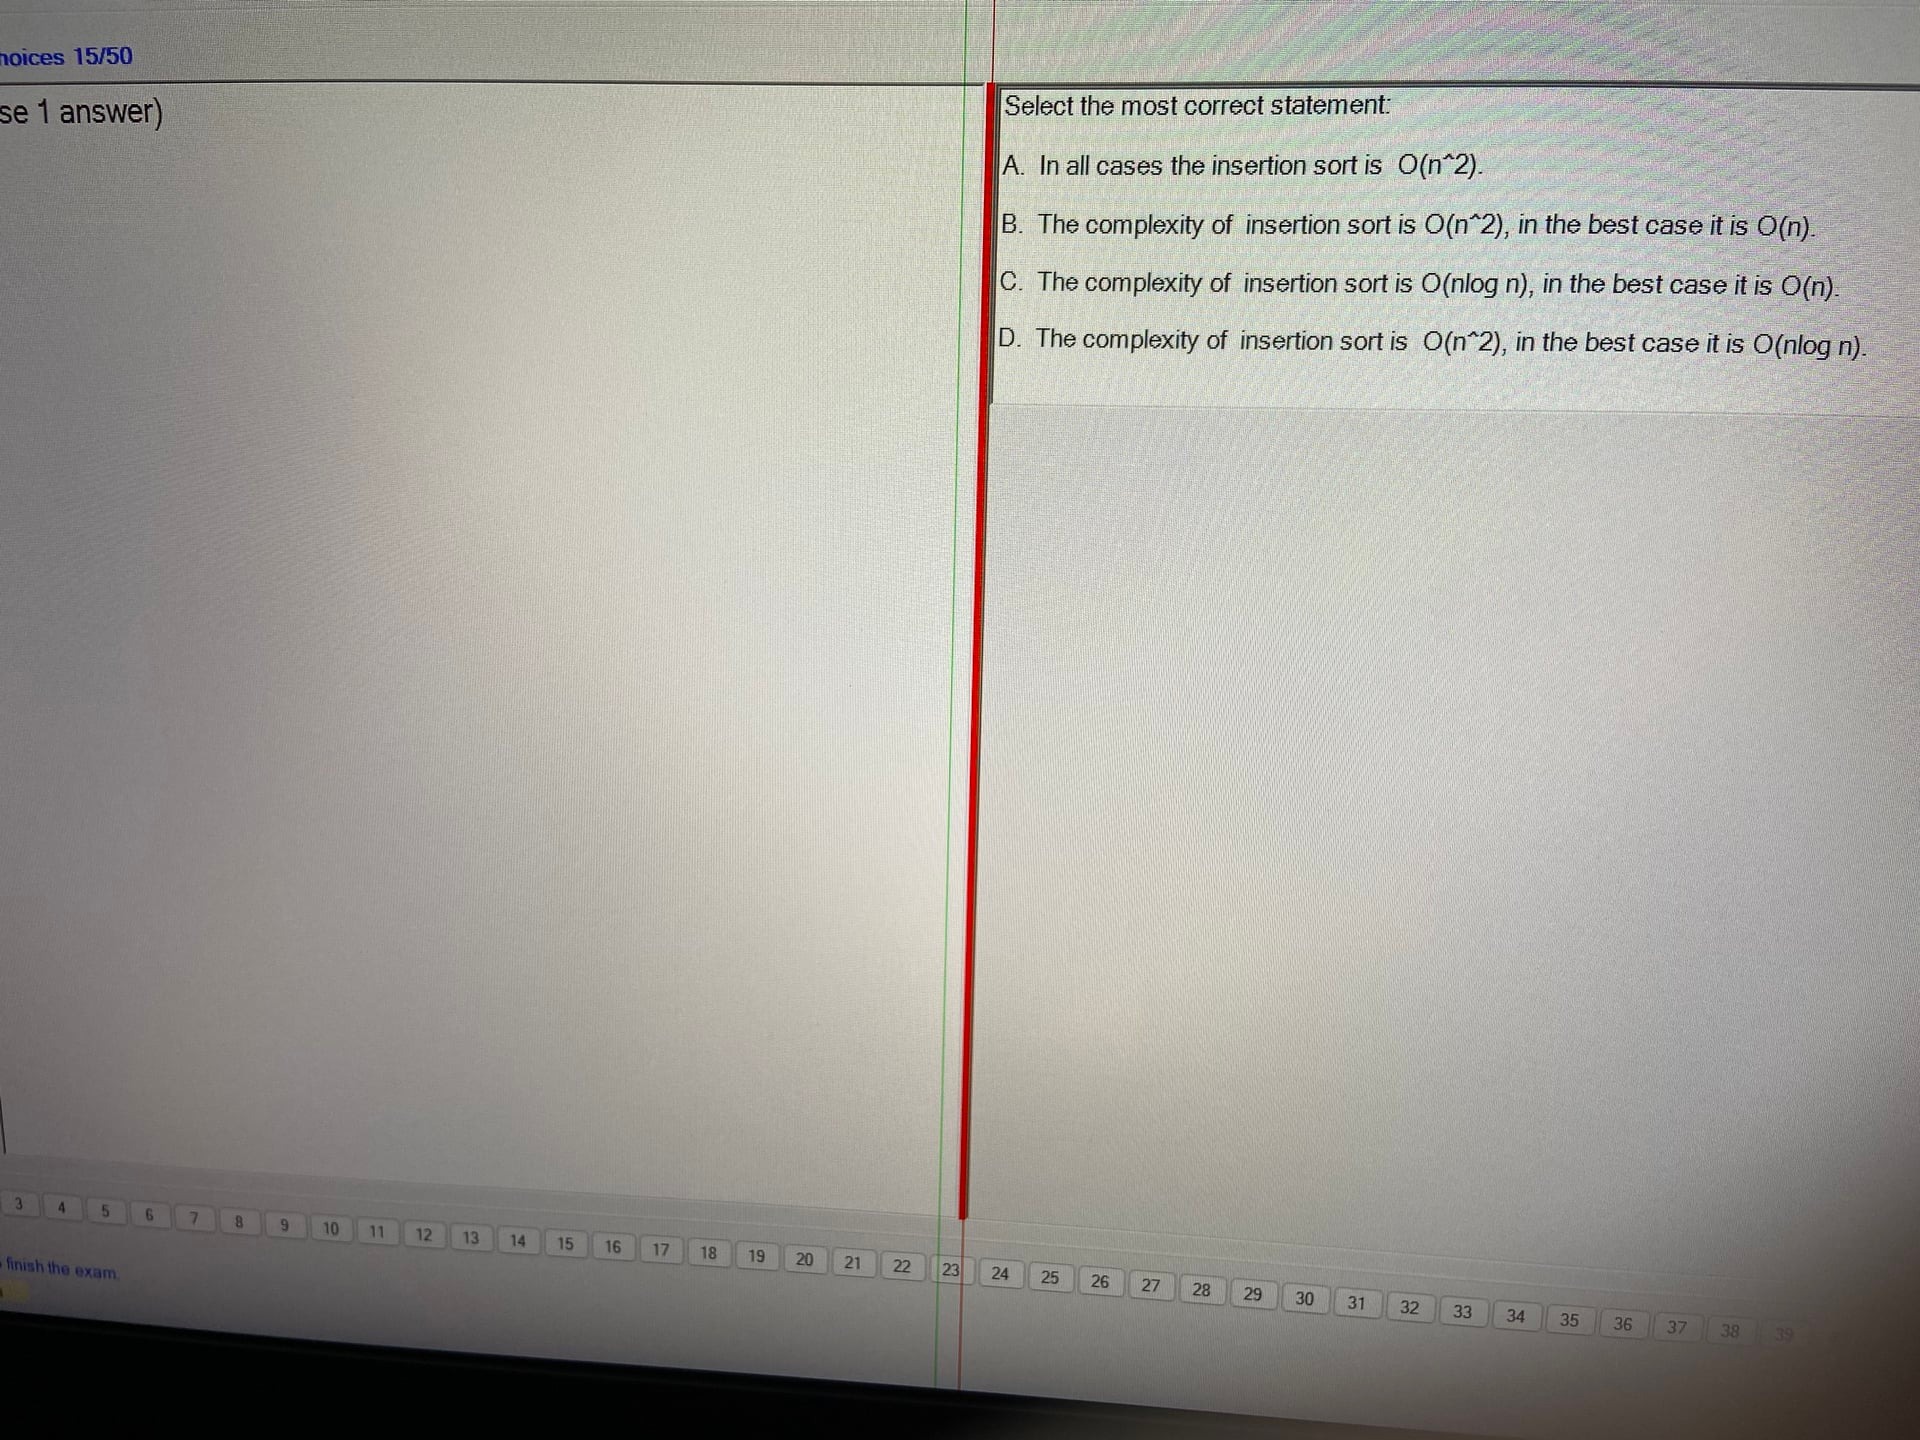 hoices 15/50
se 1 answer)
Select the most correct statement:
A. In all cases the insertion sort is O(n^2).
B. The complexity of insertion sort is O(n^2), in the best case it is O(n).
C. The complexity of insertion sort is O(nlog n), in the best case it is O(n).
D. The complexity of insertion sort is O(n^2), in the best case it is O(nlog n).
3 4 5 6 7 8 9 10 11 12 13 14 15 16 17 18 19 20 21 22 23 24 25 26 27 28 29 30 31 32 33 34 35 36 37 38 39
finish the exam.